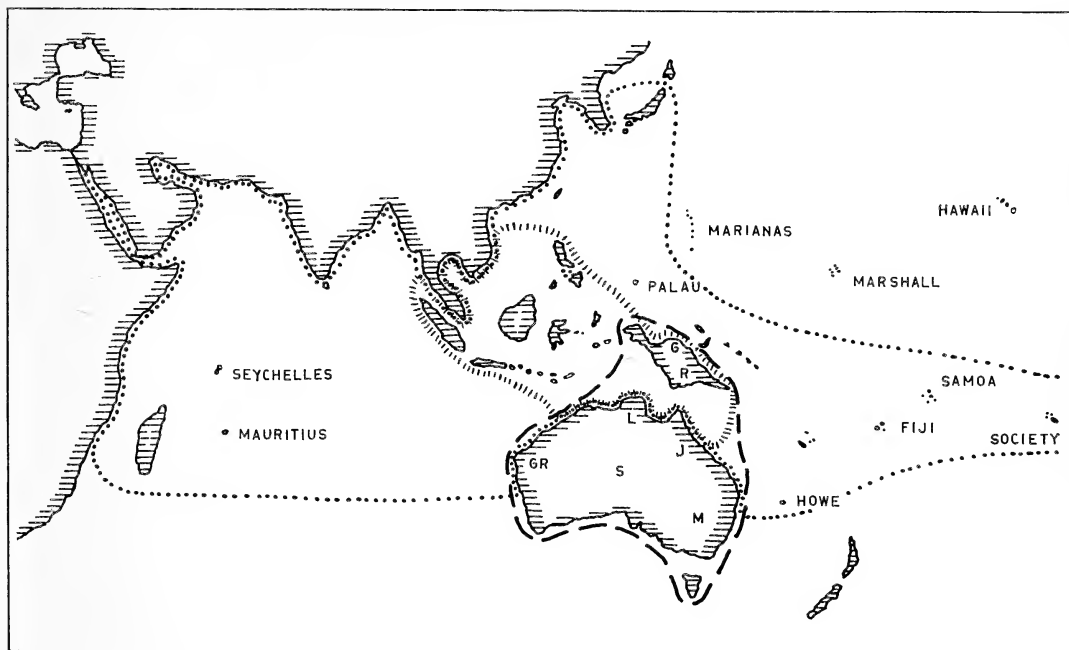 HAWAII
MARIANAS
MARSHALL
PALAU
G
SEYCHELLES
R
SAMOA
L
MAURITIUS
FIJI
J
SOCIETY
GR
S
HOWE
M